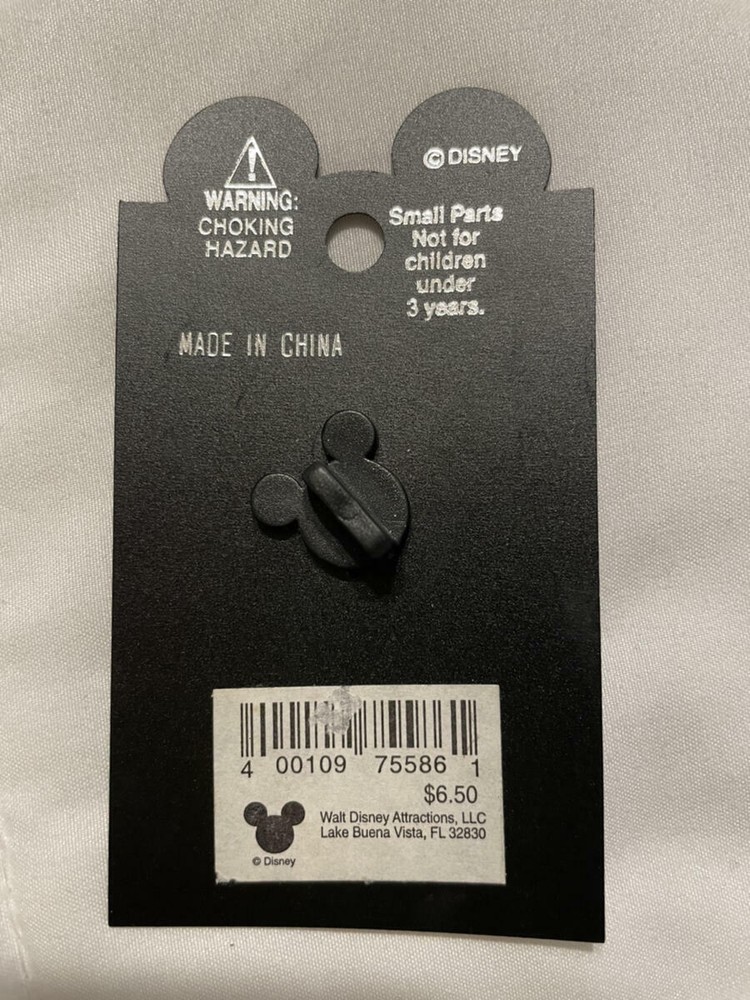 WARNING:
CHOKING
HAZARD
© DISNEY
Small Parts
Not for
children
under
3 years.
MADE IN CHINA
4 00109 75586 1
$6.50
Walt Disney Attractions, LLC
Lake Buena Vista, FL 32830
© Disney